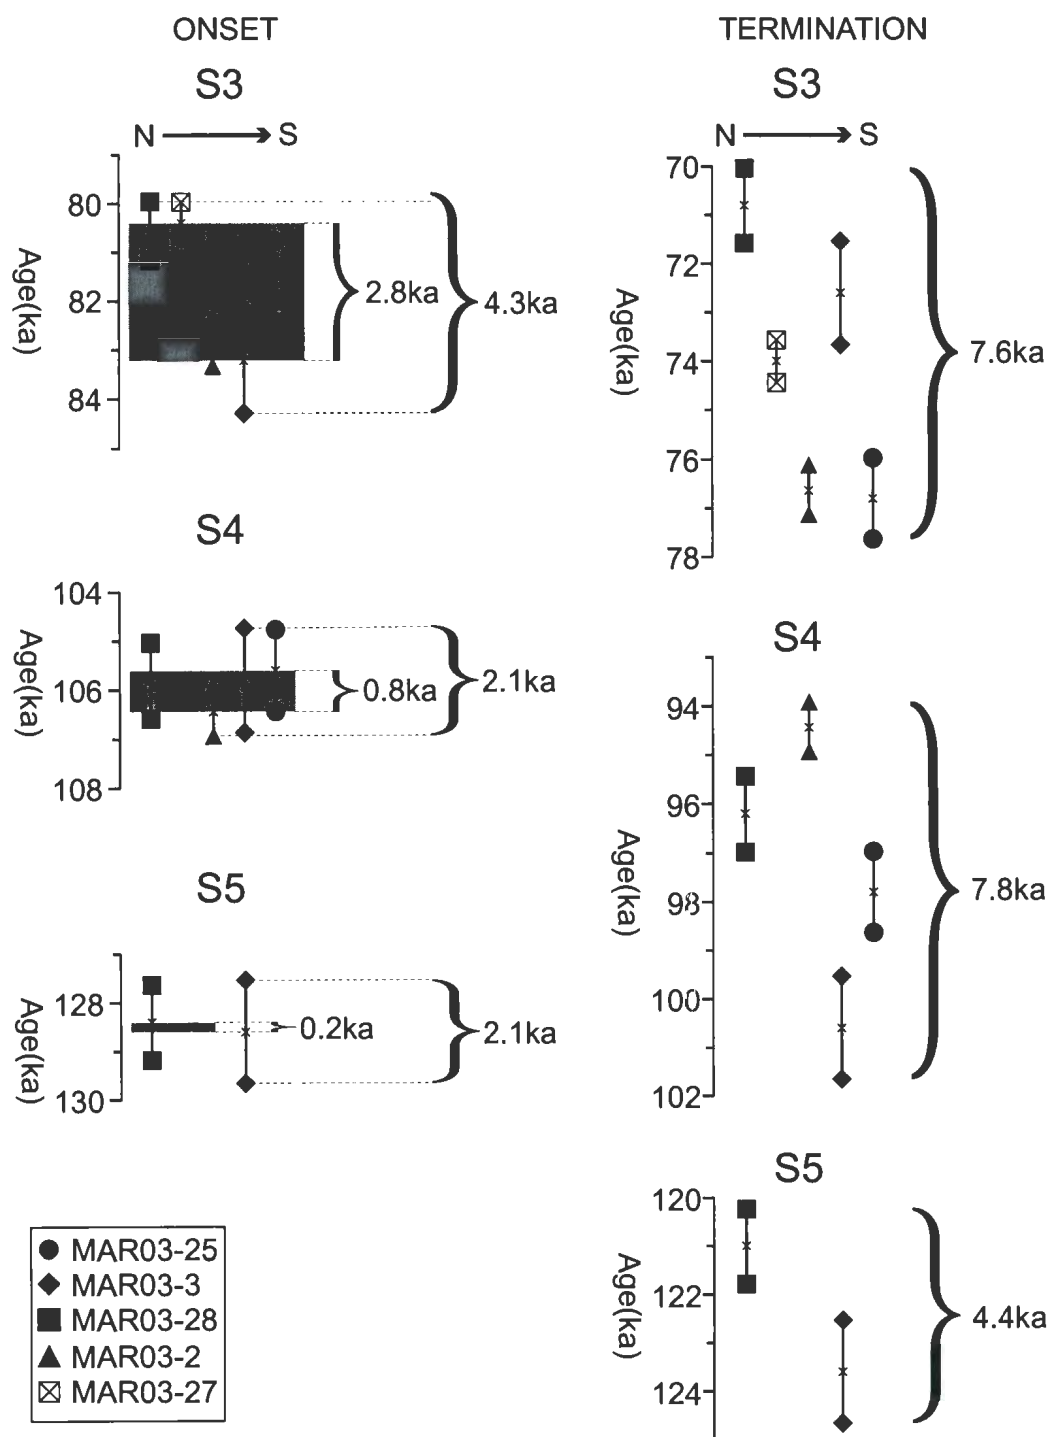 ONSET
S3
N S
80
82
84
Age(ka)
2.8ka
4.3ka
S4
104
106
108
Age(ka)
0.8ka
2.1ka
S5
128
130
Age(ka)
0.2ka
2.1ka
MAR03-25
MAR03-3
MAR03-28
MAR03-2
MAR03-27
TERMINATION
S3
N S
70
72
74
76
78
Age(ka)
7.6ka
S4
94
96
98
100
102
Age(ka)
7.8ka
S5
120
122
124
Age(ka)
4.4ka